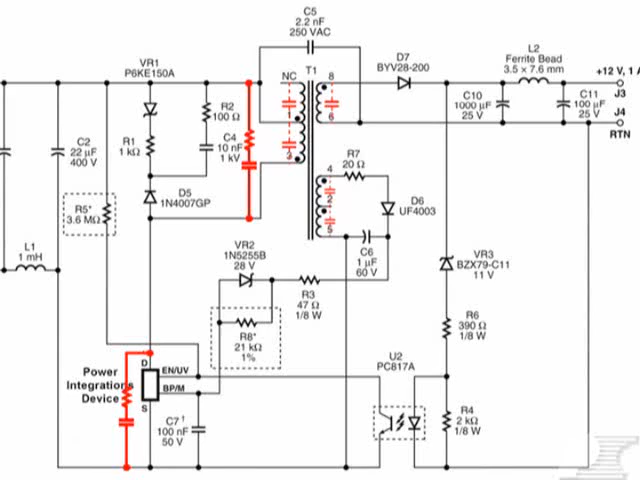 C5
2.2 nF
250 VAC
VR1
P6KE150A
NC
T1
8
D7
BYV28-200
L2
Ferrite Bead
3.5 × 7.6 mm
+12 V, 1 A
J3
C10
1000 µF
25 V
C11
100 µF
25 V
J4
RTN
R2
100 Ω
C4
10 nF
1 kV
1
6
C2
22 µF
400 V
R1
1 kΩ
3
R7
20 Ω
4
2
5
D5
1N4007GP
R5*
3.6 MΩ
D6
UF4003
L1
1 mH
VR2
1N5255B
28 V
C6
1 µF
60 V
VR3
BZX79-C11
11 V
R3
47 Ω
1/8 W
R6
390 Ω
1/8 W
R8*
21 kΩ
1%
U2
PC817A
Power
Integrations
Device
D
EN/UV
BP/M
S
C7†
100 nF
50 V
R4
2 kΩ
1/8 W